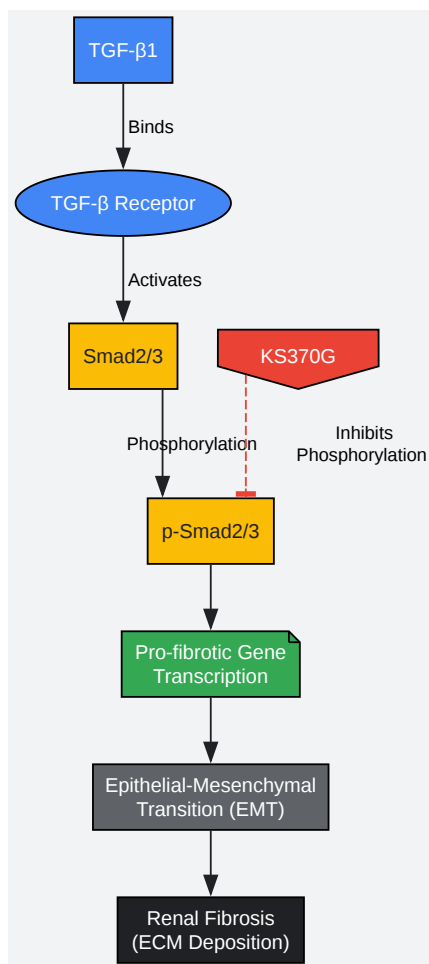 TGF-β1
Binds
TGF-β Receptor
Activates
Smad2/3
KS370G
Phosphorylation
Inhibits
Phosphorylation
p-Smad2/3
Pro-fibrotic Gene
Transcription
Epithelial-Mesenchymal
Transition (EMT)
Renal Fibrosis
(ECM Deposition)